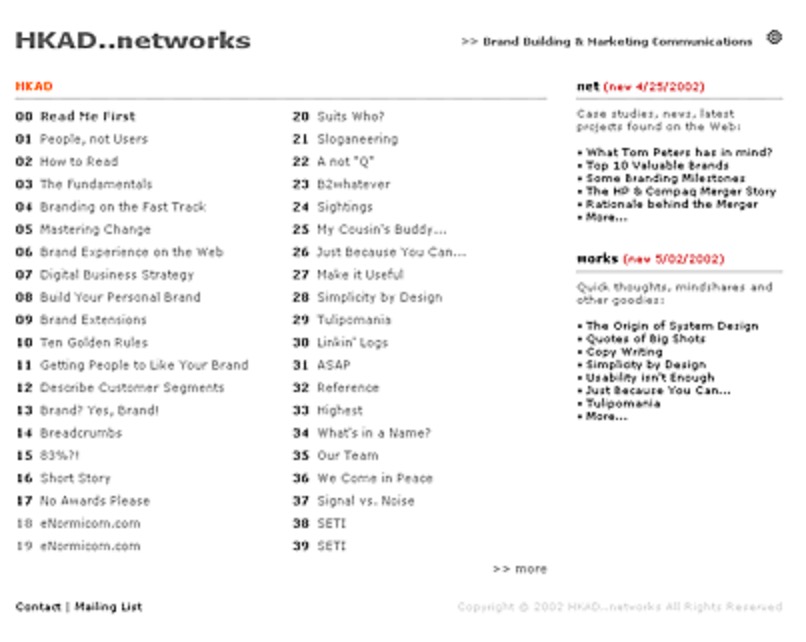 HKAD..networks
>> Brand Building & Marketing Communications
HKAD
00 Read Me First
01 People, not Users
02 How to Read
03 The Fundamentals
04 Branding on the Fast Track
05 Mastering Change
06 Brand Experience on the Web
07 Digital Business Strategy
08 Build Your Personal Brand
09 Brand Extensions
10 Ten Golden Rules
11 Getting People to Like Your Brand
12 Describe Customer Segments
13 Brand? Yes, Brand!
14 Breadcrumbs
15 83%?!
16 Short Story
17 No Awards Please
18 eNormicom.com
19 eNormicom.com
20 Suits Who?
21 Sloganeering
22 A not "Q"
23 B2whatever
24 Sightings
25 My Cousin's Buddy...
26 Just Because You Can...
27 Make it Useful
28 Simplicity by Design
29 Tulipomania
30 Linkin' Logs
31 ASAP
32 Reference
33 Highest
34 What's in a Name?
35 Our Team
36 We Come in Peace
37 Signal vs. Noise
38 SETI
39 SETI
>> more
net (new 4/25/2002)
Case studies, news, latest
projects found on the Web:
• What Tom Peters has in mind?
• Top 10 Valuable Brands
• Some Branding Milestones
• The HP & Compaq Merger Story
• Rationale behind the Merger
• More...
works (new 5/02/2002)
Quick thoughts, mindshares and
other goodies:
• The Origin of System Design
• Quotes of Big Shots
• Copy Writing
• Simplicity by Design
• Usability isn't Enough
• Just Because You Can...
• Tulipomania
• More...
Contact | Mailing List
Copyright © 2002 HKAD..networks All Rights Reserved